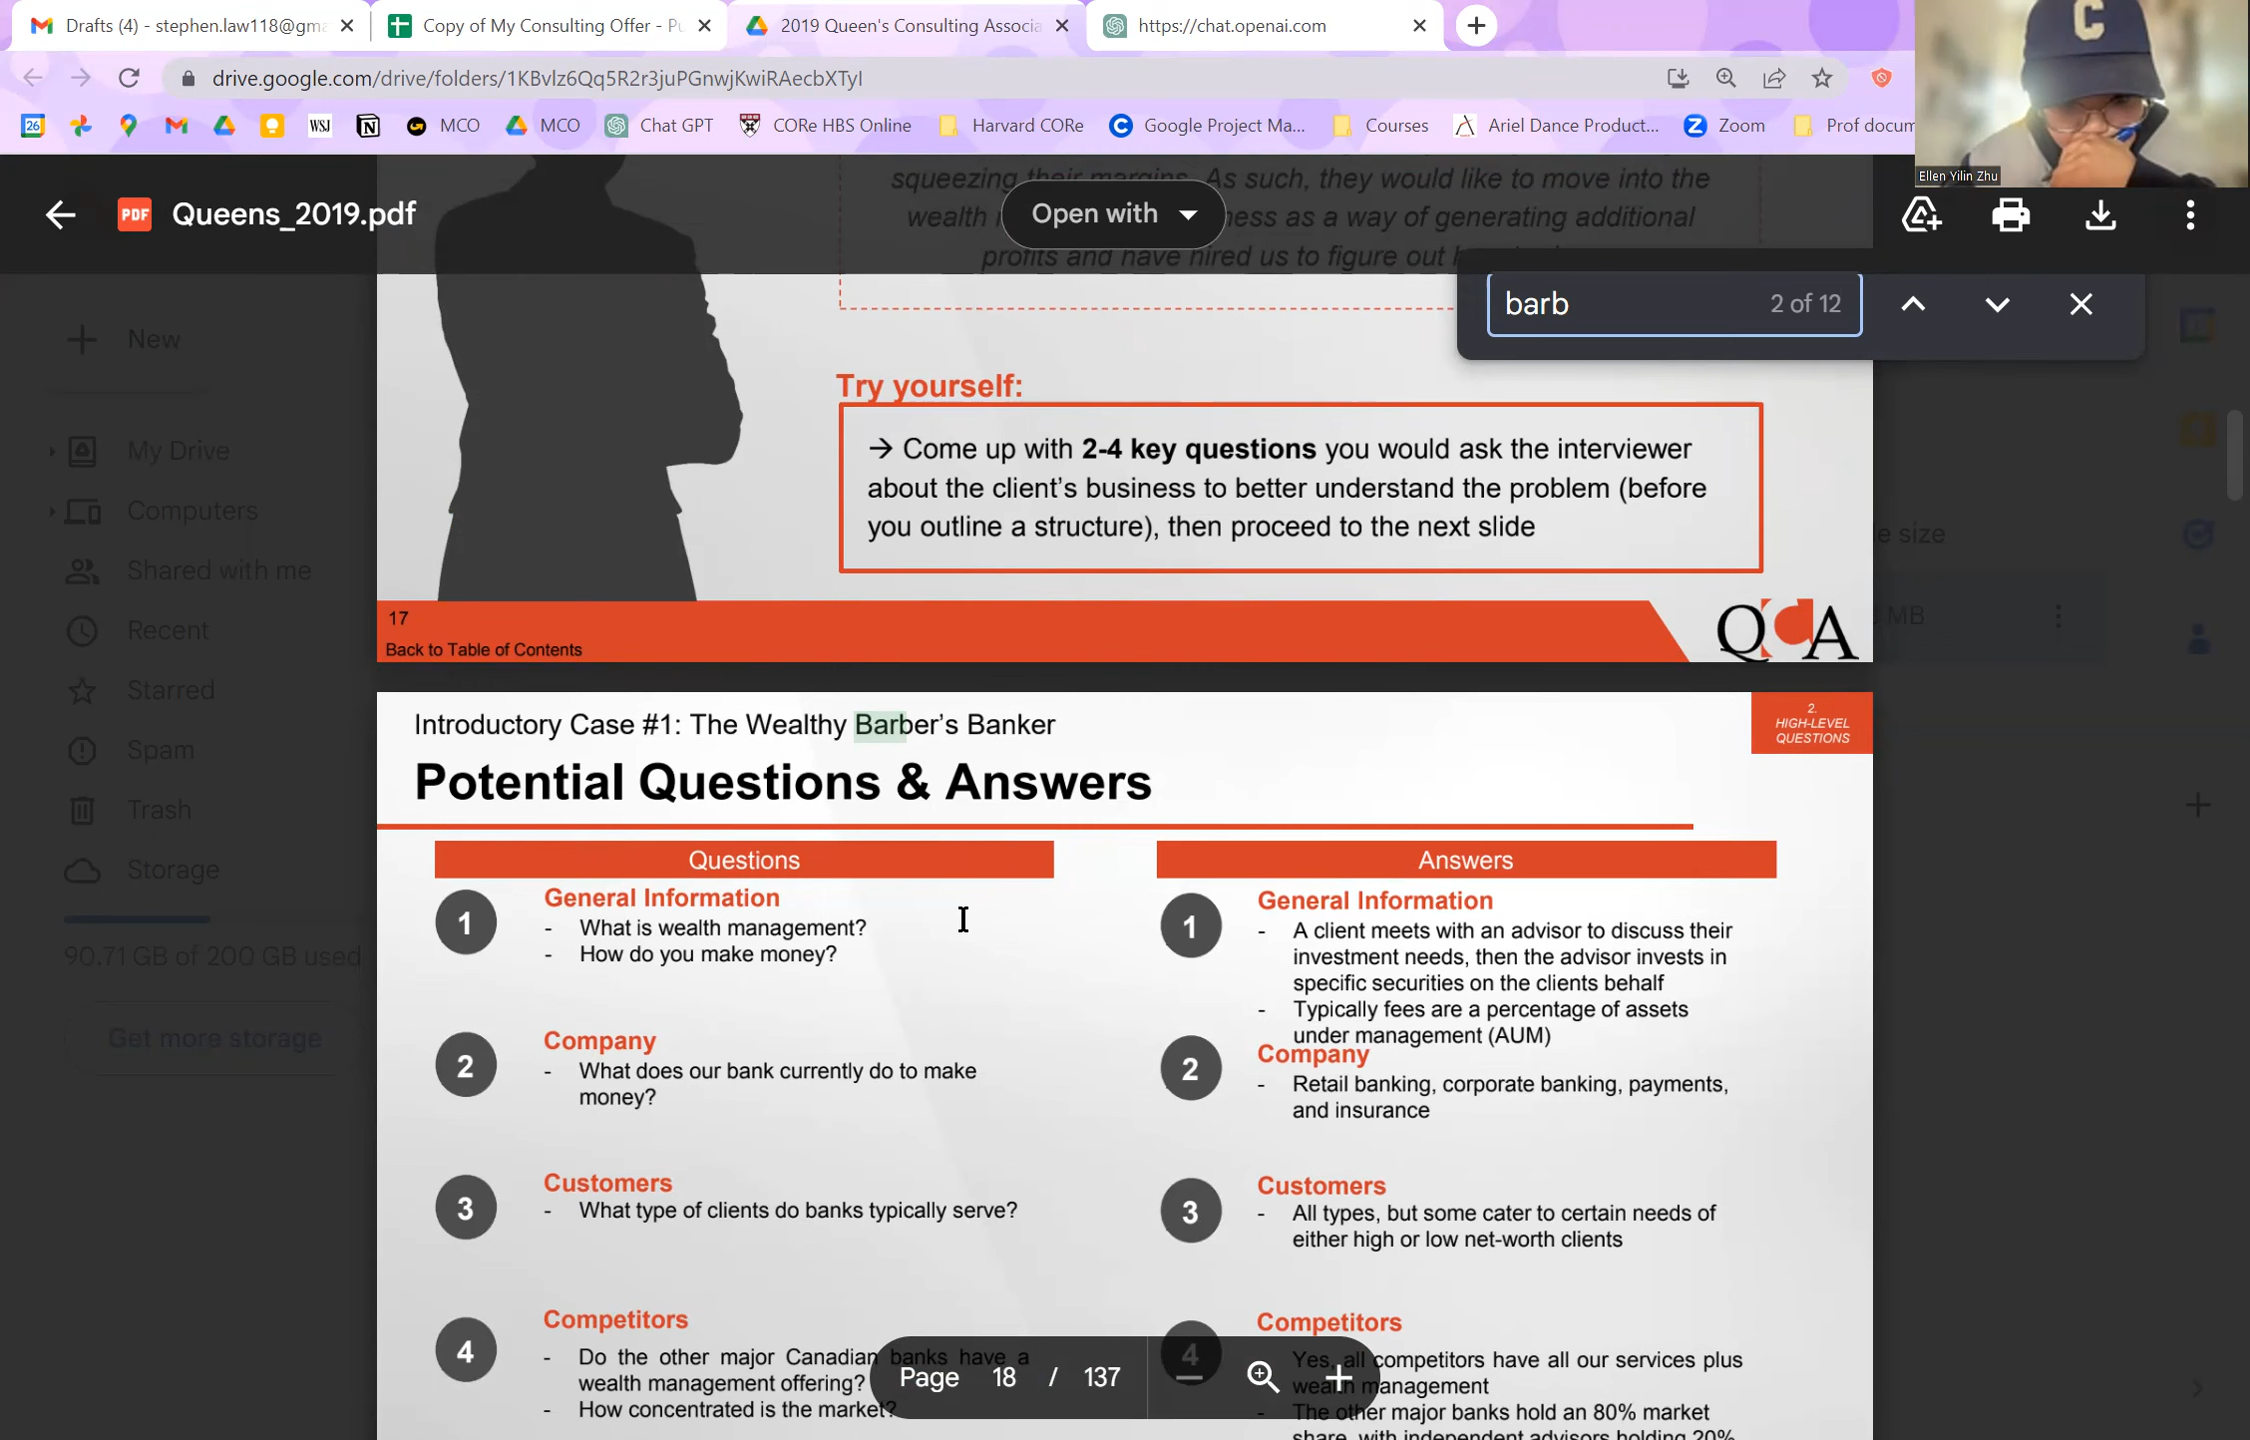 Drafts (4) - stephen.law118@gma
Copy of My Consulting Offer - Pu
2019 Queen's Consulting Associa
https://chat.openai.com
drive.google.com/drive/folders/1KBvlz6Qq5R2r3juPGnwjKwiRAecbXTyI
26
WSJ
MCO
MCO
Chat GPT
CORe HBS Online
Harvard CORe
Google Project Ma...
Courses
Ariel Dance Product...
Zoom
Prof docum
C
Ellen Yilin Zhu
PDF
Queens_2019.pdf
Open with
squeezing their margins. As such, they would like to move into the
wealth ness as a way of generating additional
profits and have hired us to figure out
barb
2 of 12
New
My Drive
Computers
Shared with me
Recent
Starred
Spam
Trash
Storage
90.71 GB of 200 GB used
Get more storage
e size
MB
Try yourself:
→ Come up with 2-4 key questions you would ask the interviewer
about the client's business to better understand the problem (before
you outline a structure), then proceed to the next slide
17
Back to Table of Contents
QCA
Introductory Case #1: The Wealthy Barber's Banker
2.
HIGH-LEVEL
QUESTIONS
Potential Questions & Answers
Questions
1
General Information
- What is wealth management?
- How do you make money?
2
Company
- What does our bank currently do to make
money?
3
Customers
- What type of clients do banks typically serve?
4
Competitors
- Do the other major Canadian banks have a
wealth management offering?
- How concentrated is the market?
Answers
1
General Information
- A client meets with an advisor to discuss their
investment needs, then the advisor invests in
specific securities on the clients behalf
- Typically fees are a percentage of assets
under management (AUM)
2
Company
- Retail banking, corporate banking, payments,
and insurance
3
Customers
- All types, but some cater to certain needs of
either high or low net-worth clients
4
Competitors
- Yes, all competitors have all our services plus
wealth management
- The other major banks hold an 80% market
share, with independent advisors holding 20%
Page 18 / 137